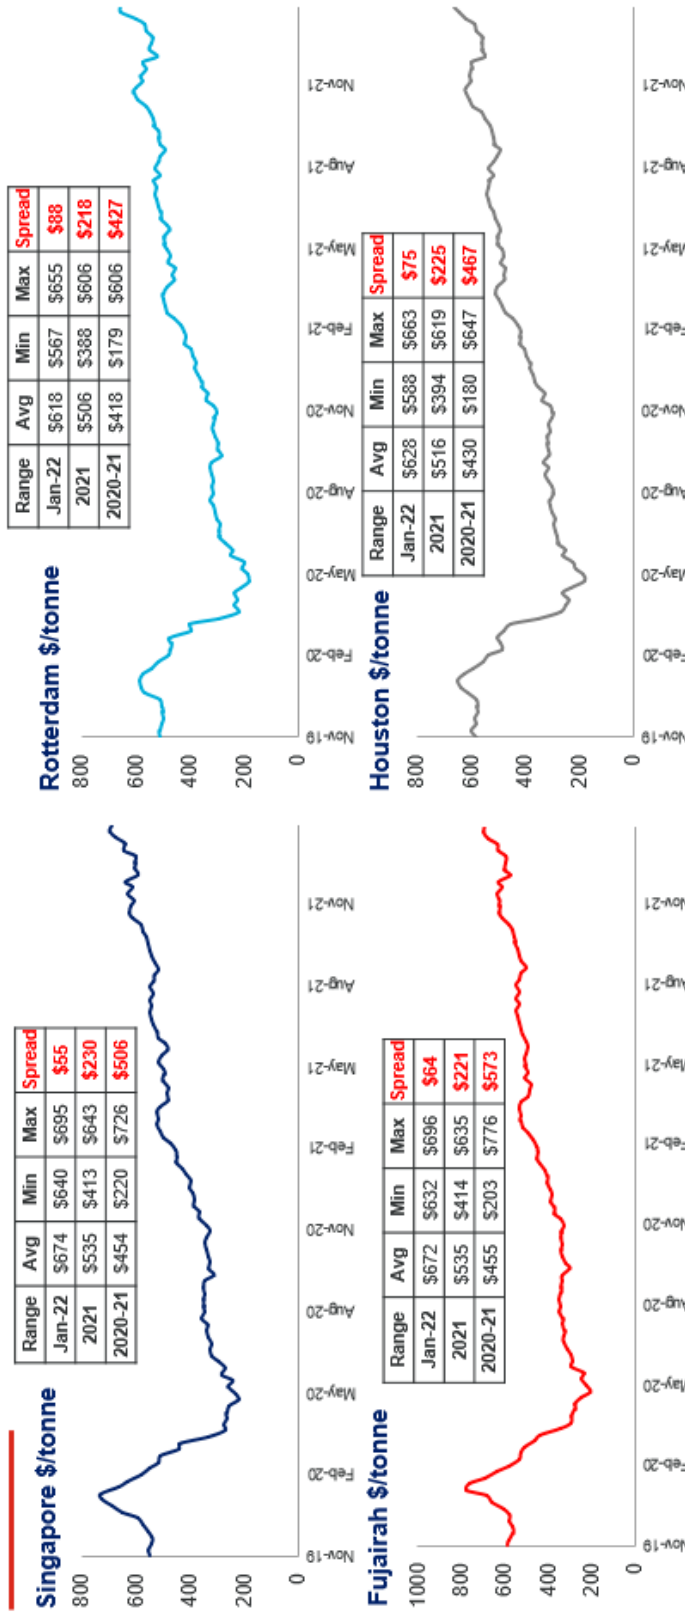 Singapore $/tonne
Range Avg Min Max Spread
Jan-22 $674 $640 $695 $55
2021 $535 $413 $643 $230
2020-21 $454 $220 $726 $506
800
600
400
200
0
Nov-19
Feb-20
May-20
Aug-20
Nov-20
Feb-21
May-21
Aug-21
Nov-21
Rotterdam $/tonne
Range Avg Min Max Spread
Jan-22 $618 $567 $655 $88
2021 $506 $388 $606 $218
2020-21 $418 $179 $606 $427
800
600
400
200
0
Nov-19
Feb-20
May-20
Aug-20
Nov-20
Feb-21
May-21
Aug-21
Nov-21
Fujairah $/tonne
Range Avg Min Max Spread
Jan-22 $672 $632 $696 $64
2021 $535 $414 $635 $221
2020-21 $455 $203 $776 $573
1000
800
600
400
200
0
Nov-19
Feb-20
May-20
Aug-20
Nov-20
Feb-21
May-21
Aug-21
Nov-21
Houston $/tonne
Range Avg Min Max Spread
Jan-22 $628 $588 $663 $75
2021 $516 $394 $619 $225
2020-21 $430 $180 $647 $467
800
600
400
200
0
Nov-19
Feb-20
May-20
Aug-20
Nov-20
Feb-21
May-21
Aug-21
Nov-21